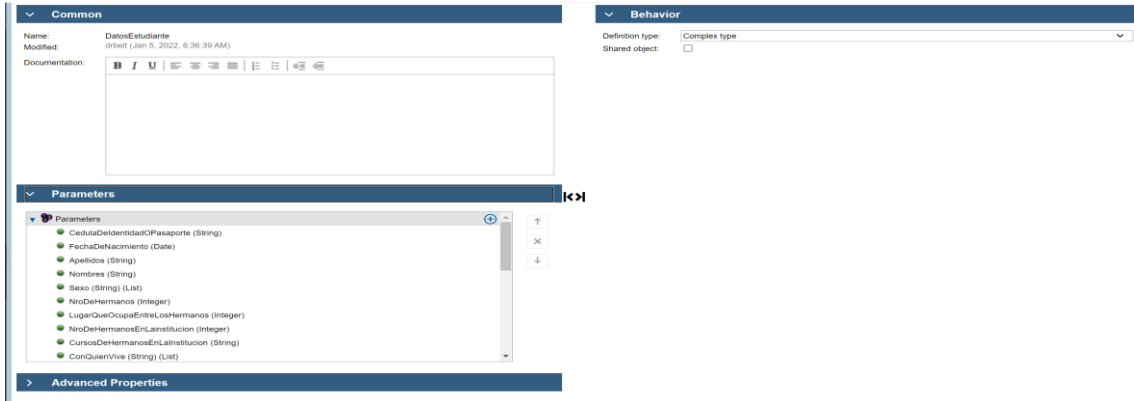 Common
Name: DatosEstudiante
Modified: drbelt (Jan 5, 2022, 6:36:39 AM)
Documentation:
B I U
Parameters
Parameters
CedulaDeIdentidadOPasaporte (String)
FechaDeNacimiento (Date)
Apellidos (String)
Nombres (String)
Sexo (String) (List)
NroDeHermanos (Integer)
LugarQueOcupaEntreLosHermanos (Integer)
NroDeHermanosEnLainstitucion (Integer)
CursosDeHermanosEnLaInstitucion (String)
ConQuienVive (String) (List)
Advanced Properties
Behavior
Definition type: Complex type
Shared object: